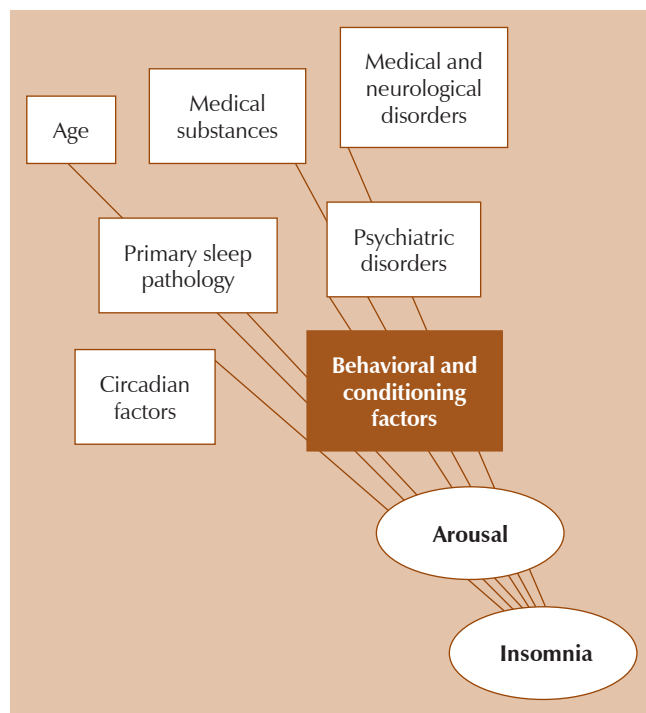 Medical and
neurological
disorders
Medical
substances
Age
Psychiatric
disorders
Primary sleep
pathology
Behavioral and
conditioning
factors
Circadian
factors
Arousal
Insomnia